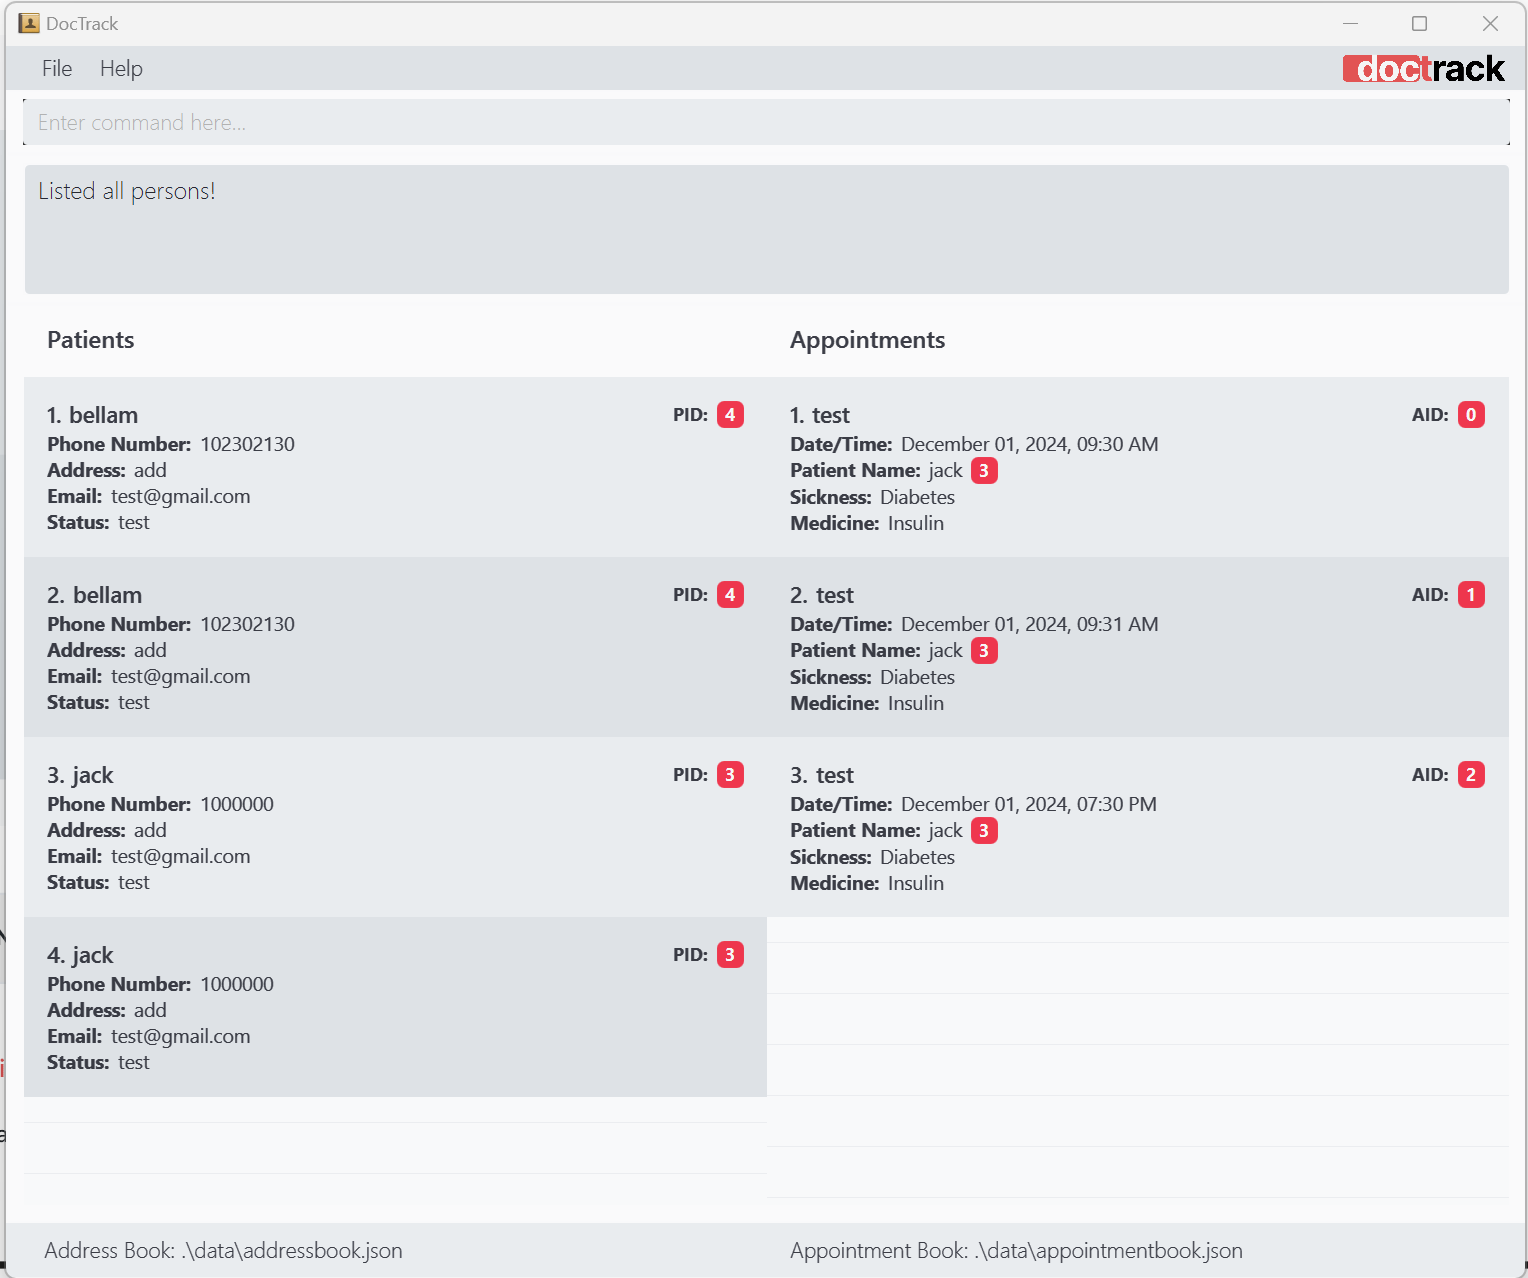 DocTrack
File Help
doctrack
Enter command here...
Listed all persons!
Patients
1. bellam PID: 4
Phone Number: 102302130
Address: add
Email: test@gmail.com
Status: test
2. bellam PID: 4
Phone Number: 102302130
Address: add
Email: test@gmail.com
Status: test
3. jack PID: 3
Phone Number: 1000000
Address: add
Email: test@gmail.com
Status: test
4. jack PID: 3
Phone Number: 1000000
Address: add
Email: test@gmail.com
Status: test
Appointments
1. test AID: 0
Date/Time: December 01, 2024, 09:30 AM
Patient Name: jack 3
Sickness: Diabetes
Medicine: Insulin
2. test AID: 1
Date/Time: December 01, 2024, 09:31 AM
Patient Name: jack 3
Sickness: Diabetes
Medicine: Insulin
3. test AID: 2
Date/Time: December 01, 2024, 07:30 PM
Patient Name: jack 3
Sickness: Diabetes
Medicine: Insulin
Address Book: .\data\addressbook.json
Appointment Book: .\data\appointmentbook.json